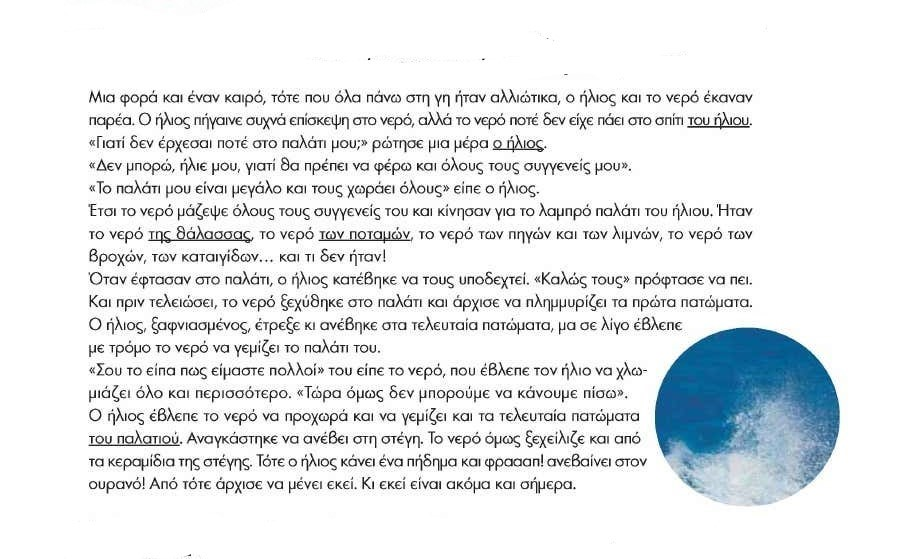 Μια φορά και έναν καιρό, τότε που όλα πάνω στη γη ήταν αλλιώτικα, ο ήλιος και το νερό έκαναν
παρέα. Ο ήλιος πήγαινε συχνά επίσκεψη στο νερό, αλλά το νερό ποτέ δεν είχε πάει στο σπίτι του ήλιου.
«Γιατί δεν έρχεσαι ποτέ στο παλάτι μου;» ρώτησε μια μέρα ο ήλιος.
«Δεν μπορώ, ήλιε μου, γιατί θα πρέπει να φέρω και όλους τους συγγενείς μου».
«Το παλάτι μου είναι μεγάλο και τους χωράει όλους» είπε ο ήλιος.
Έτσι το νερό μάζεψε όλους τους συγγενείς του και κίνησαν για το λαμπρό παλάτι του ήλιου. Ήταν
το νερό της θάλασσας, το νερό των ποταμών, το νερό των πηγών και των λιμνών, το νερό των
βροχών, των καταιγίδων... και τι δεν ήταν!
Όταν έφτασαν στο παλάτι, ο ήλιος κατέβηκε να τους υποδεχτεί. «Καλώς τους» πρόφτασε να πει.
Και πριν τελειώσει, το νερό ξεχύθηκε στο παλάτι και άρχισε να πλημμυρίζει τα πρώτα πατώματα.
Ο ήλιος, ξαφνιασμένος, έτρεξε κι ανέβηκε στα τελευταία πατώματα, μα σε λίγο έβλεπε
με τρόμο το νερό να γεμίζει το παλάτι του.
«Σου το είπα πως είμαστε πολλοί» του είπε το νερό, που έβλεπε τον ήλιο να χλω-
μιάζει όλο και περισσότερο. «Τώρα όμως δεν μπορούμε να κάνουμε πίσω».
Ο ήλιος έβλεπε το νερό να προχωρά και να γεμίζει και τα τελευταία πατώματα
του παλατιού. Αναγκάστηκε να ανέβει στη στέγη. Το νερό όμως ξεχείλιζε και από
τα κεραμίδια της στέγης. Τότε ο ήλιος κάνει ένα πήδημα και φρααaπ! ανεβαίνει στον
ουρανό! Από τότε άρχισε να μένει εκεί. Κι εκεί είναι ακόμα και σήμερα.